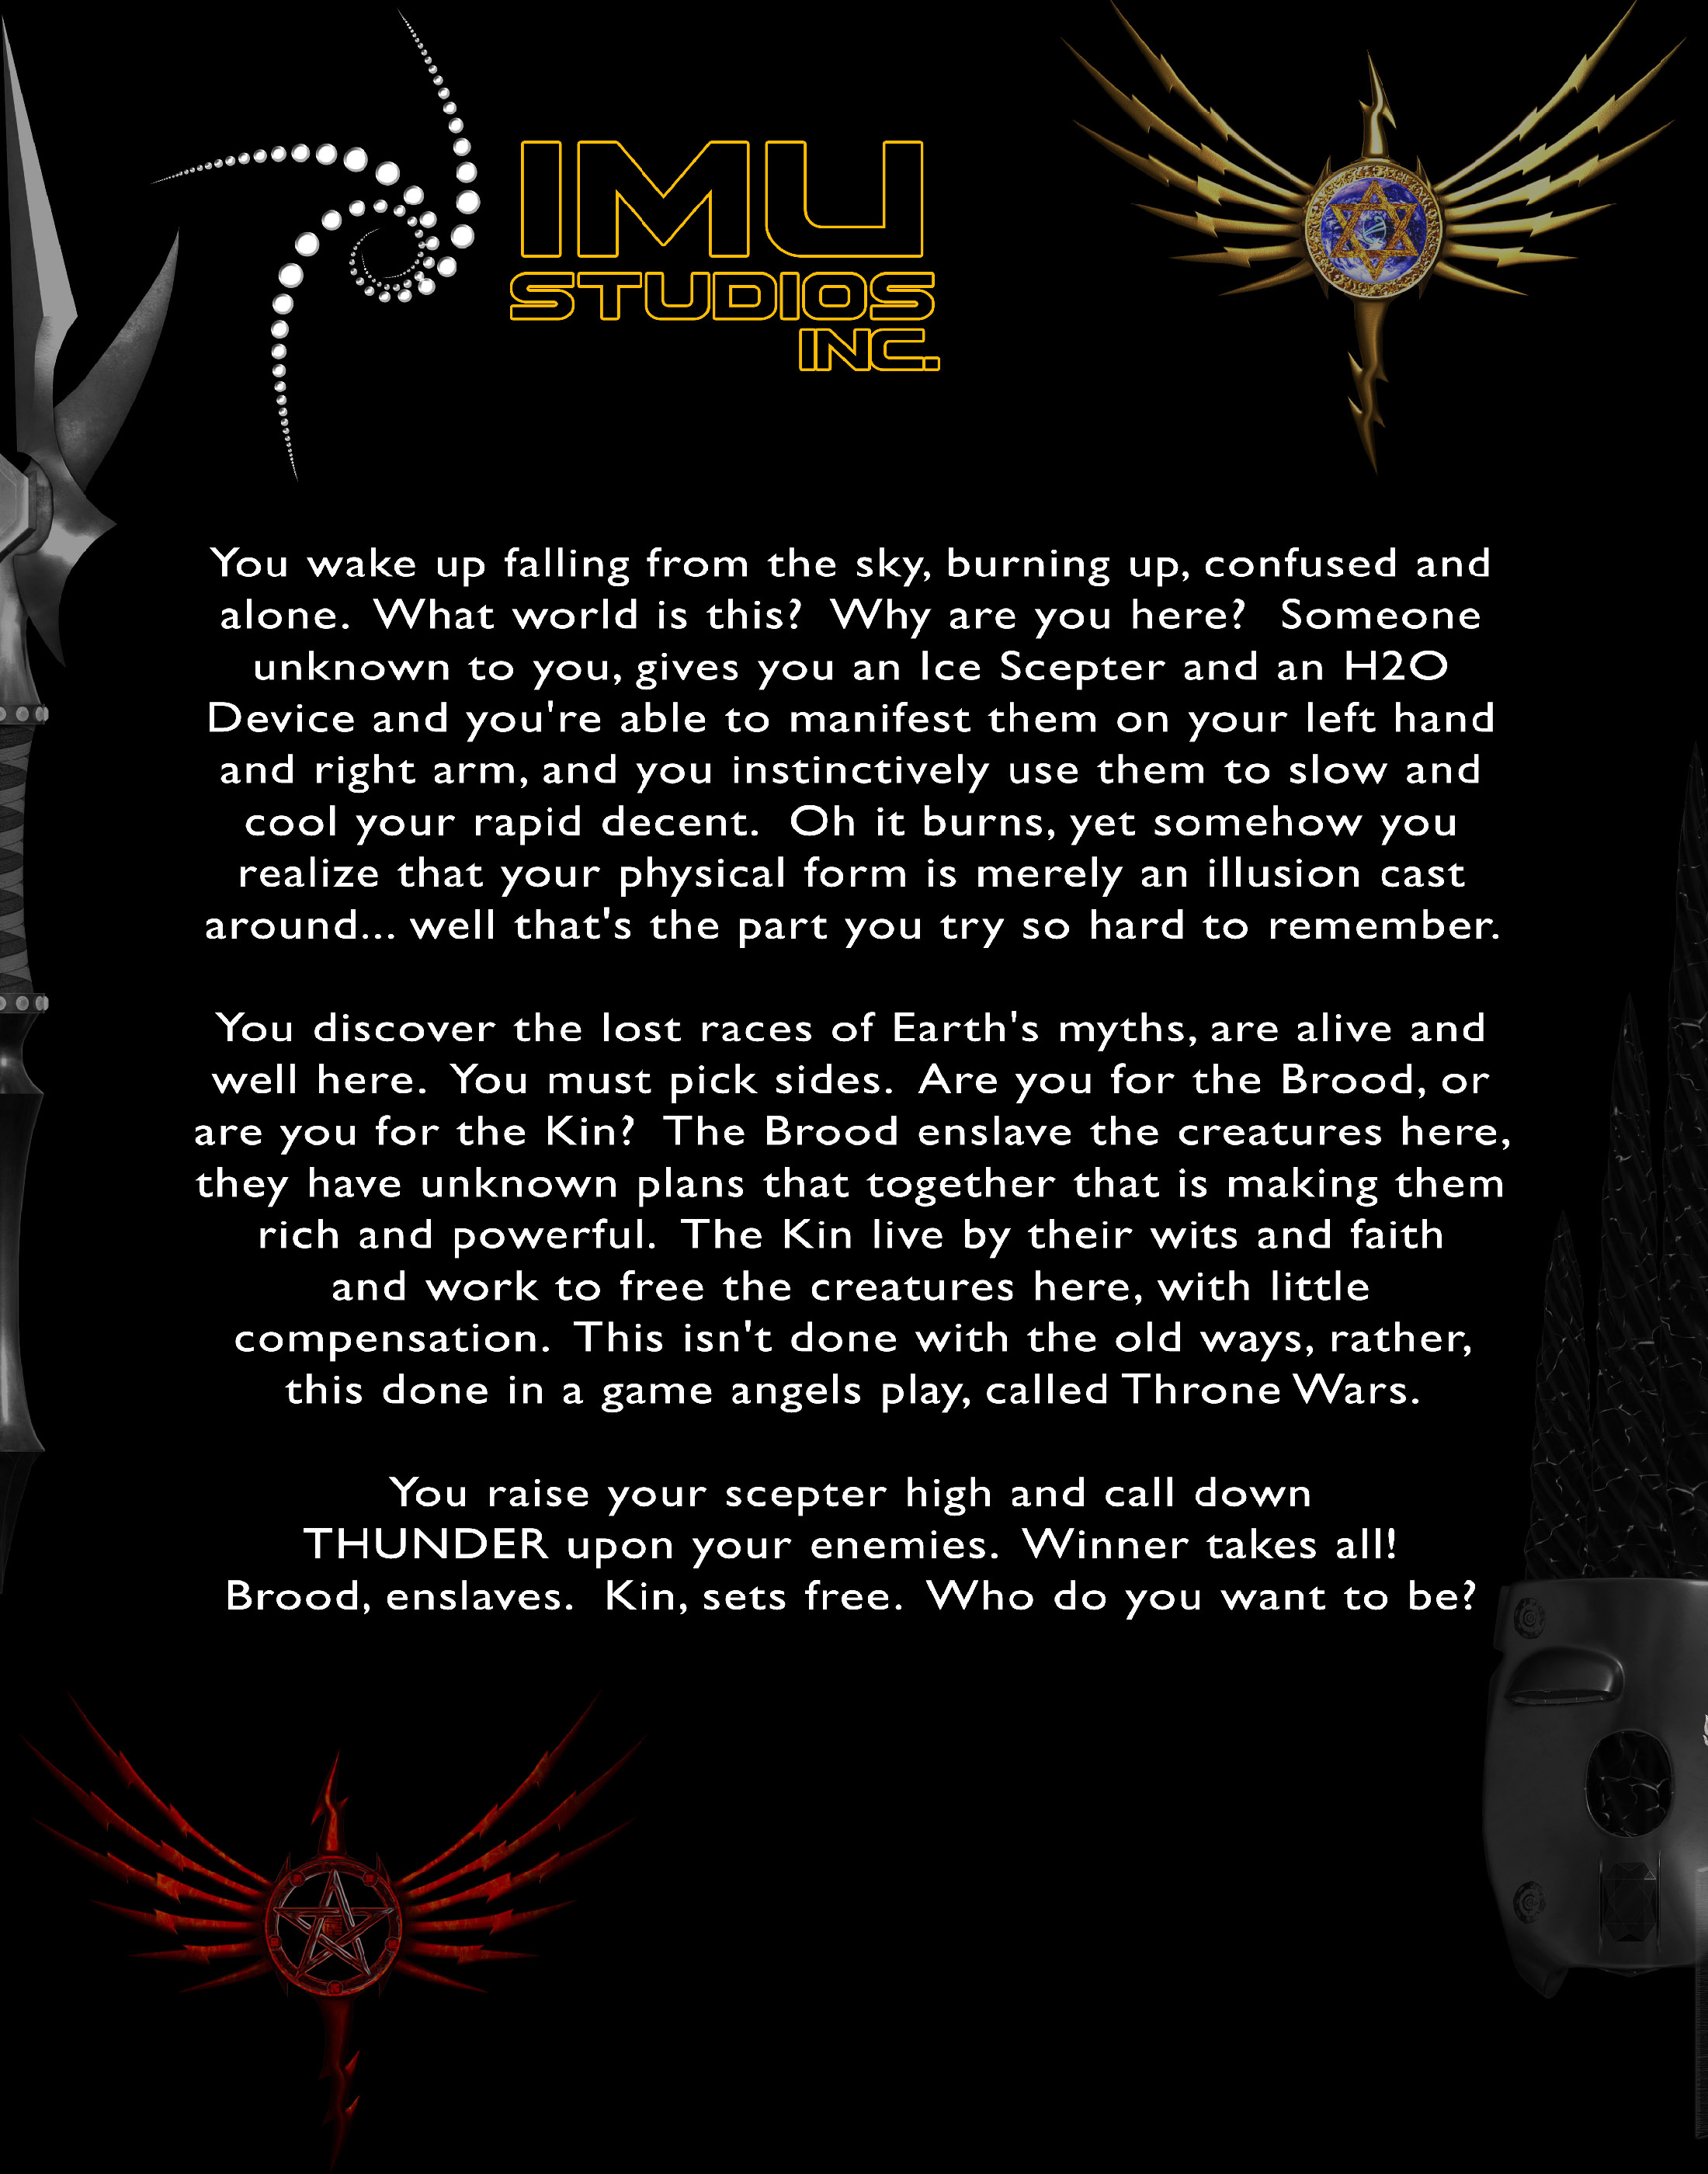 IMU
STUDIOS
INC.
You wake up falling from the sky, burning up, confused and
alone.  What world is this?  Why are you here?  Someone
unknown to you, gives you an Ice Scepter and an H2O
Device and you're able to manifest them on your left hand
and right arm, and you instinctively use them to slow and
cool your rapid decent.  Oh it burns, yet somehow you
realize that your physical form is merely an illusion cast
around... well that's the part you try so hard to remember.
You discover the lost races of Earth's myths, are alive and
well here.  You must pick sides.  Are you for the Brood, or
are you for the Kin?  The Brood enslave the creatures here,
they have unknown plans that together that is making them
rich and powerful.  The Kin live by their wits and faith
and work to free the creatures here, with little
compensation.  This isn't done with the old ways, rather,
this done in a game angels play, called Throne Wars.
You raise your scepter high and call down
THUNDER upon your enemies.  Winner takes all!
Brood, enslaves.  Kin, sets free.  Who do you want to be?